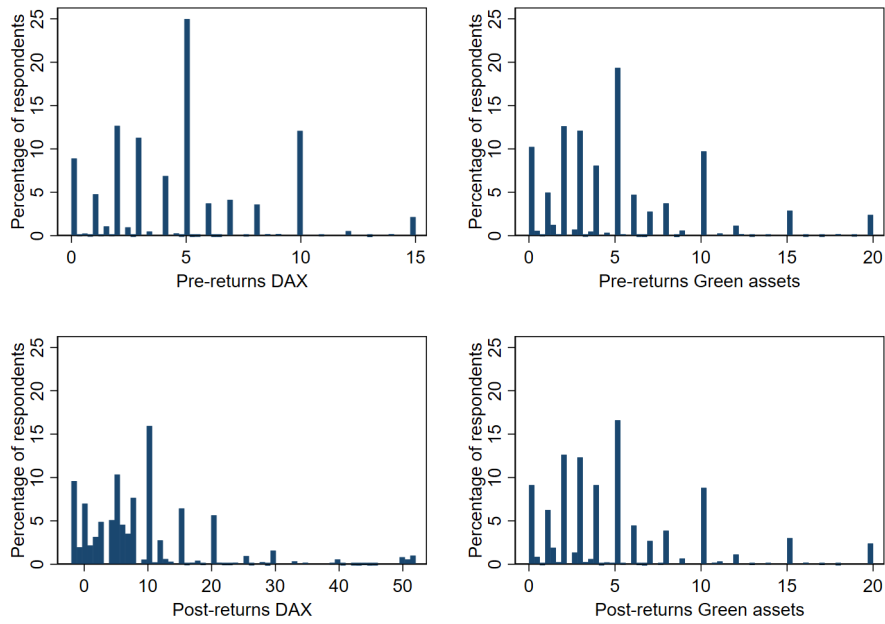 Percentage of respondents
0 5 10 15 20 25
0 5 10 15
Pre-returns DAX
Percentage of respondents
0 5 10 15 20 25
0 5 10 15 20
Pre-returns Green assets
Percentage of respondents
0 5 10 15 20 25
0 10 20 30 40 50
Post-returns DAX
Percentage of respondents
0 5 10 15 20 25
0 5 10 15 20
Post-returns Green assets